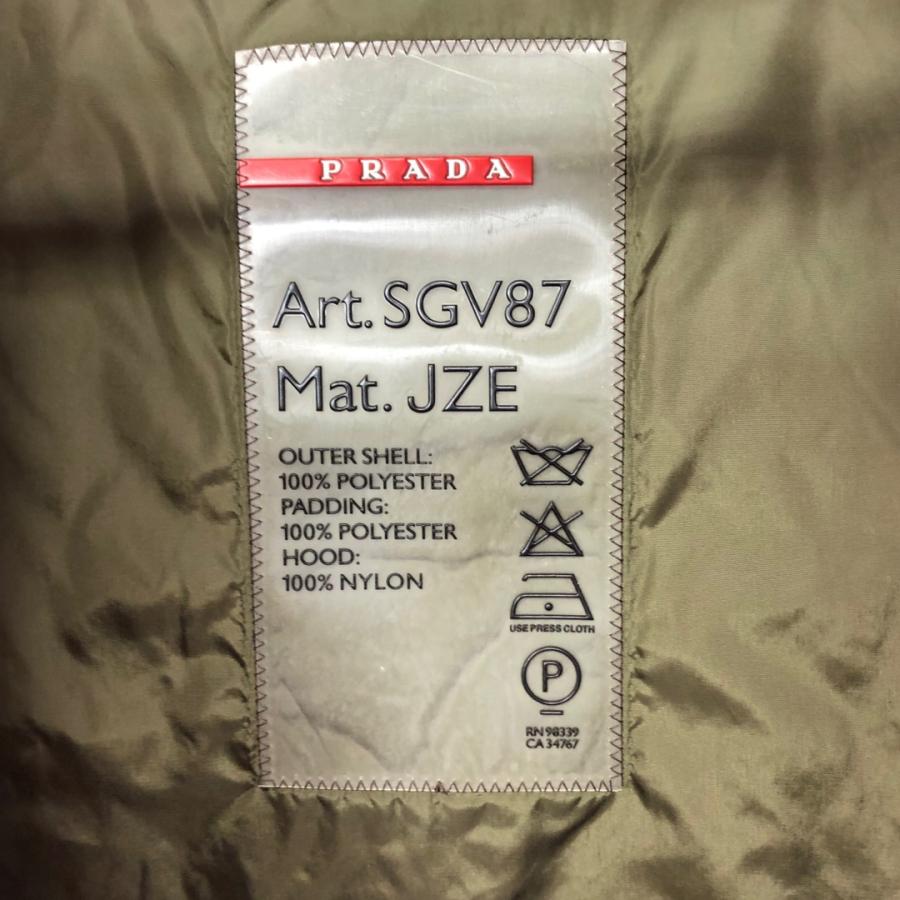 PRADA
Art. SGV87
Mat. JZE
OUTER SHELL:
100% POLYESTER
PADDING:
100% POLYESTER
HOOD:
100% NYLON
USE PRESS CLOTH
P
RN 98339
CA 34767